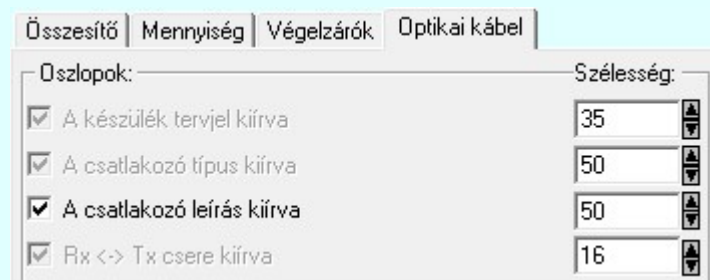 Összesítő Mennyiség Végelzárók Optikai kábel
Oszlopok: Szélesség:
A készülék tervjel kiírva 35
A csatlakozó típus kiírva 50
A csatlakozó leírás kiírva 50
Rx <-> Tx csere kiírva 16